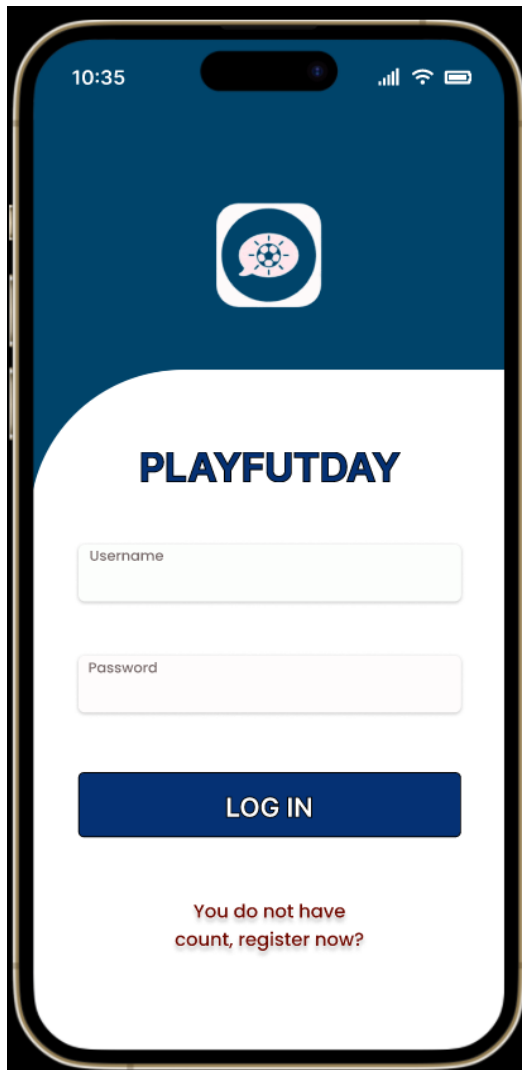 10:35
PLAYFUTDAY
Username
Password
LOG IN
You do not have
count, register now?